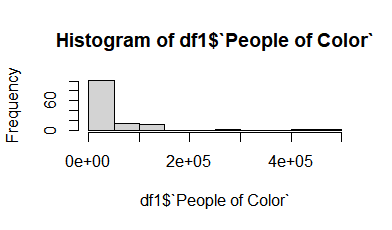 Histogram of df1$`People of Color`
Frequency
60
0
0e+00 2e+05 4e+05
df1$`People of Color`